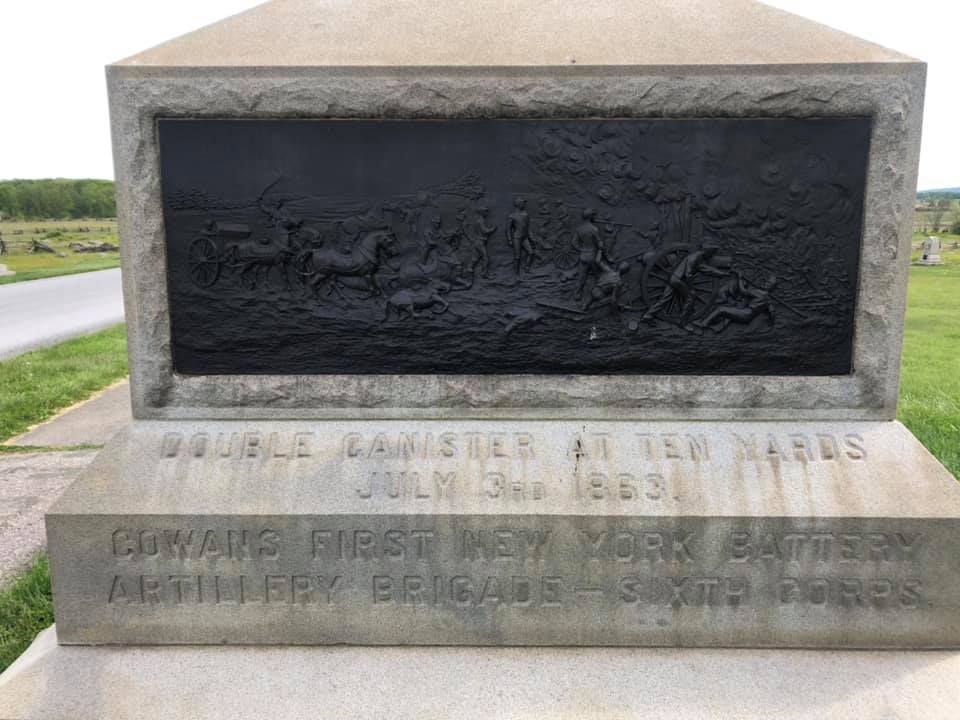 DOUBLE CANISTER AT TEN YARDS
JULY 3RD 1863.
COWANS FIRST NEW YORK BATTERY
ARTILLERY BRIGADE — SIXTH CORPS.